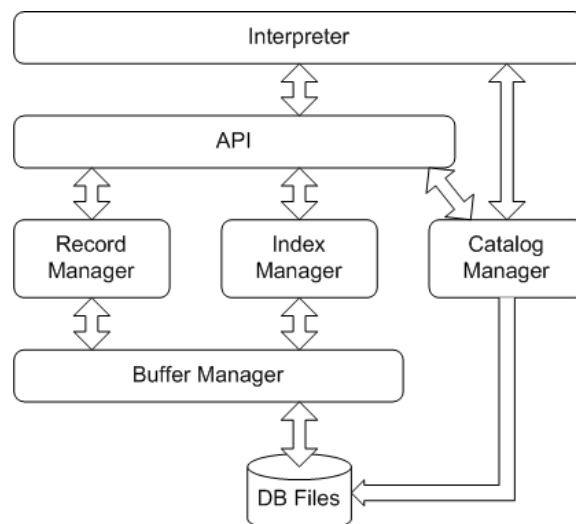 Interpreter
API
Record
Manager
Index
Manager
Catalog
Manager
Buffer Manager
DB Files